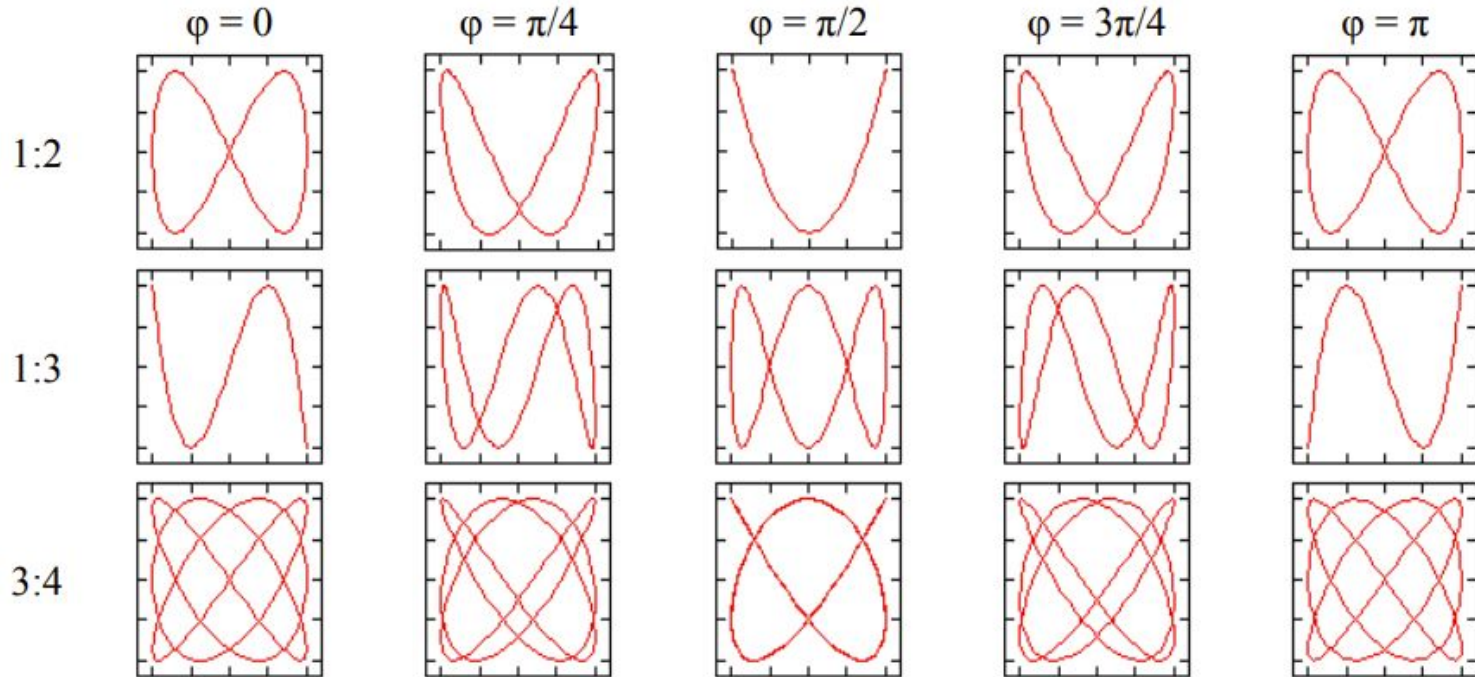 φ = 0 φ = π/4 φ = π/2 φ = 3π/4 φ = π
1:2
1:3
3:4